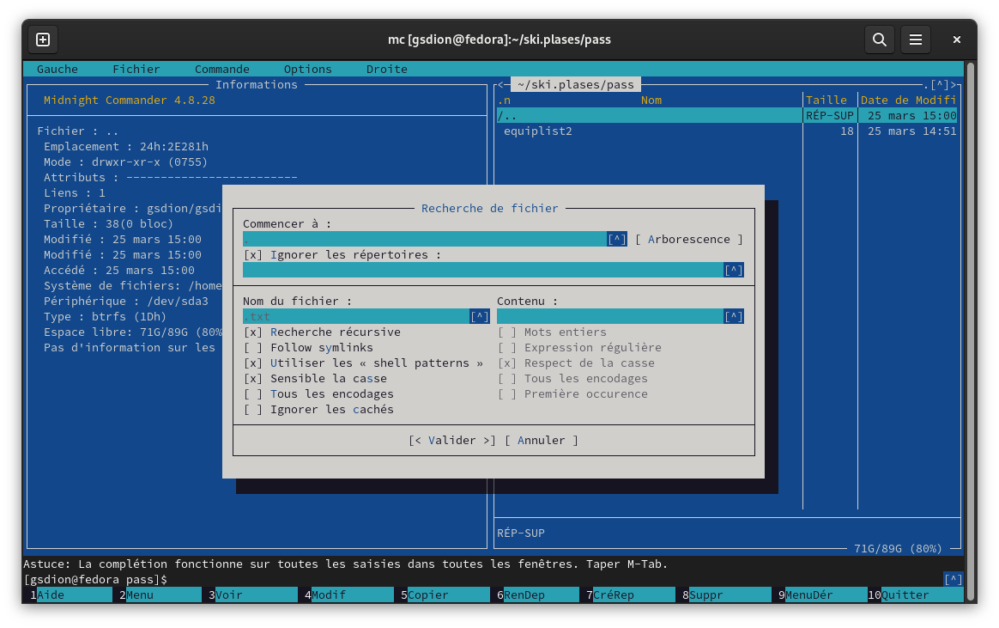 mc [gsdion@fedora]:~/ski.plases/pass
Gauche Fichier Commande Options Droite
Informations
Midnight Commander 4.8.28
Fichier : ..
Emplacement : 24h:2E281h
Mode : drwxr-xr-x (0755)
Attributs : -------------------------
Liens : 1
Propriétaire : gsdion/gsdi
Taille : 38(0 bloc)
Modifié : 25 mars 15:00
Modifié : 25 mars 15:00
Accédé : 25 mars 15:00
Système de fichiers: /home
Périphérique : /dev/sda3
Type : btrfs (1Dh)
Espace libre: 71G/89G (80%
Pas d'information sur les
<- ~/ski.plases/pass .[^]>
.n Nom Taille Date de Modifi
/.. RÉP-SUP 25 mars 15:00
equiplist2 18 25 mars 14:51
Recherche de fichier
Commencer à :
. [^] [ Arborescence ]
[x] Ignorer les répertoires :
[^]
Nom du fichier : Contenu :
.txt [^] [^]
[x] Recherche récursive [ ] Mots entiers
[ ] Follow symlinks [ ] Expression régulière
[x] Utiliser les « shell patterns » [x] Respect de la casse
[x] Sensible la casse [ ] Tous les encodages
[ ] Tous les encodages [ ] Première occurence
[ ] Ignorer les cachés
[< Valider >] [ Annuler ]
RÉP-SUP
71G/89G (80%)
Astuce: La complétion fonctionne sur toutes les saisies dans toutes les fenêtres. Taper M-Tab.
[gsdion@fedora pass]$ [^]
1Aide 2Menu 3Voir 4Modif 5Copier 6RenDep 7CréRep 8Suppr 9MenuDér 10Quitter